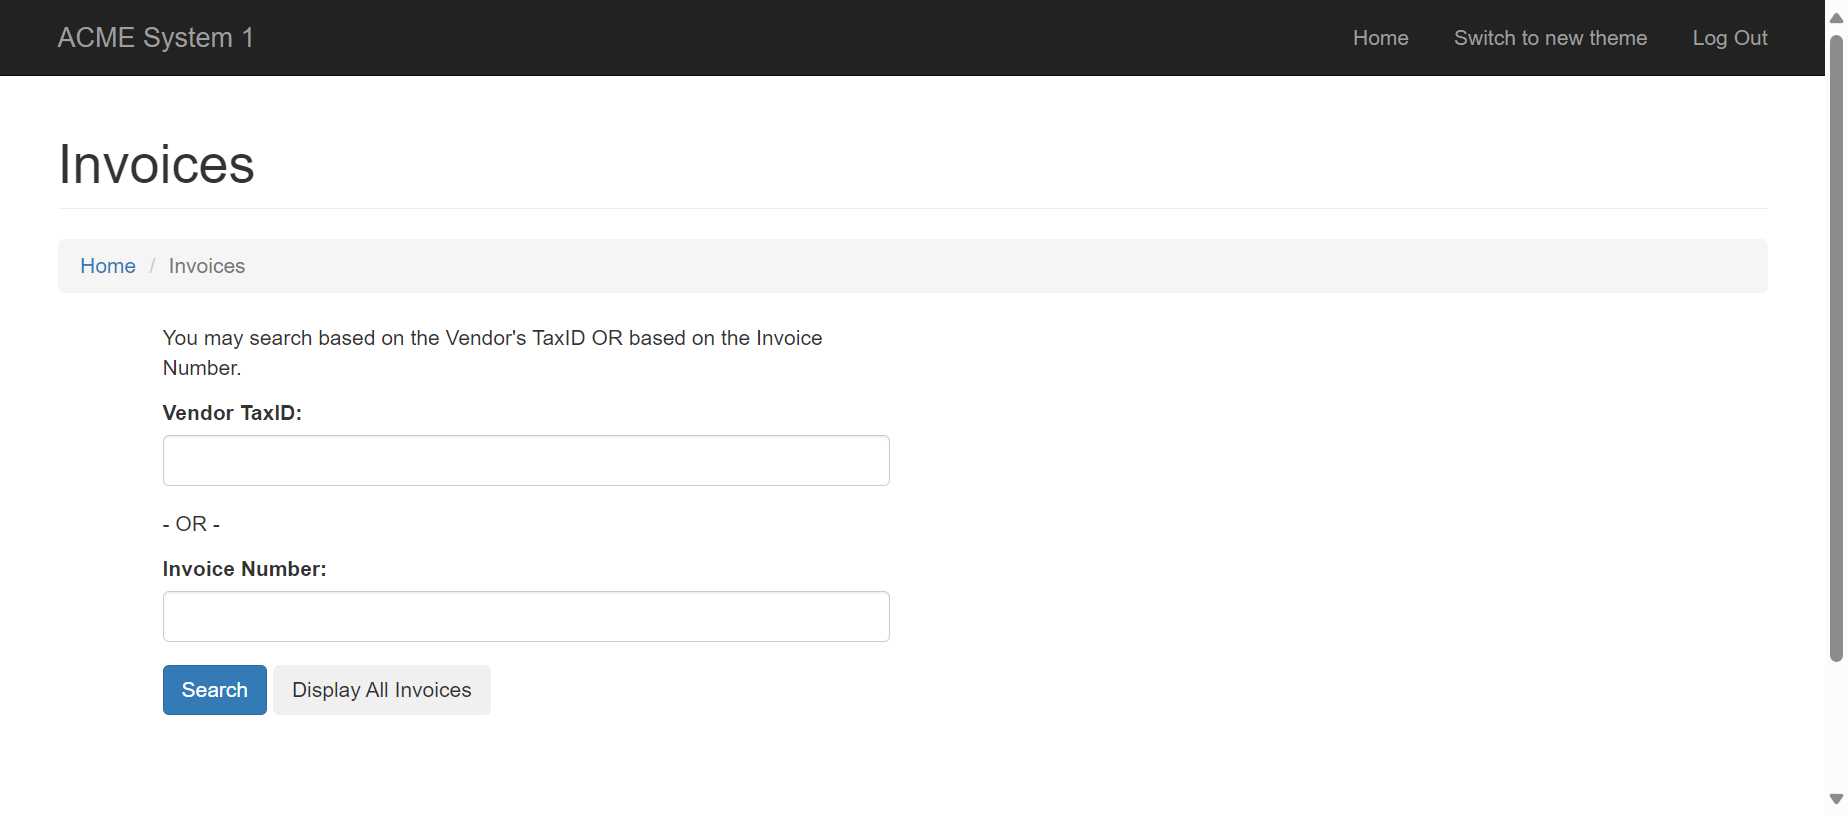 ACME System 1
Home
Switch to new theme
Log Out
Invoices
Home / Invoices
You may search based on the Vendor's TaxID OR based on the Invoice
Number.
Vendor TaxID:
- OR -
Invoice Number:
Search
Display All Invoices